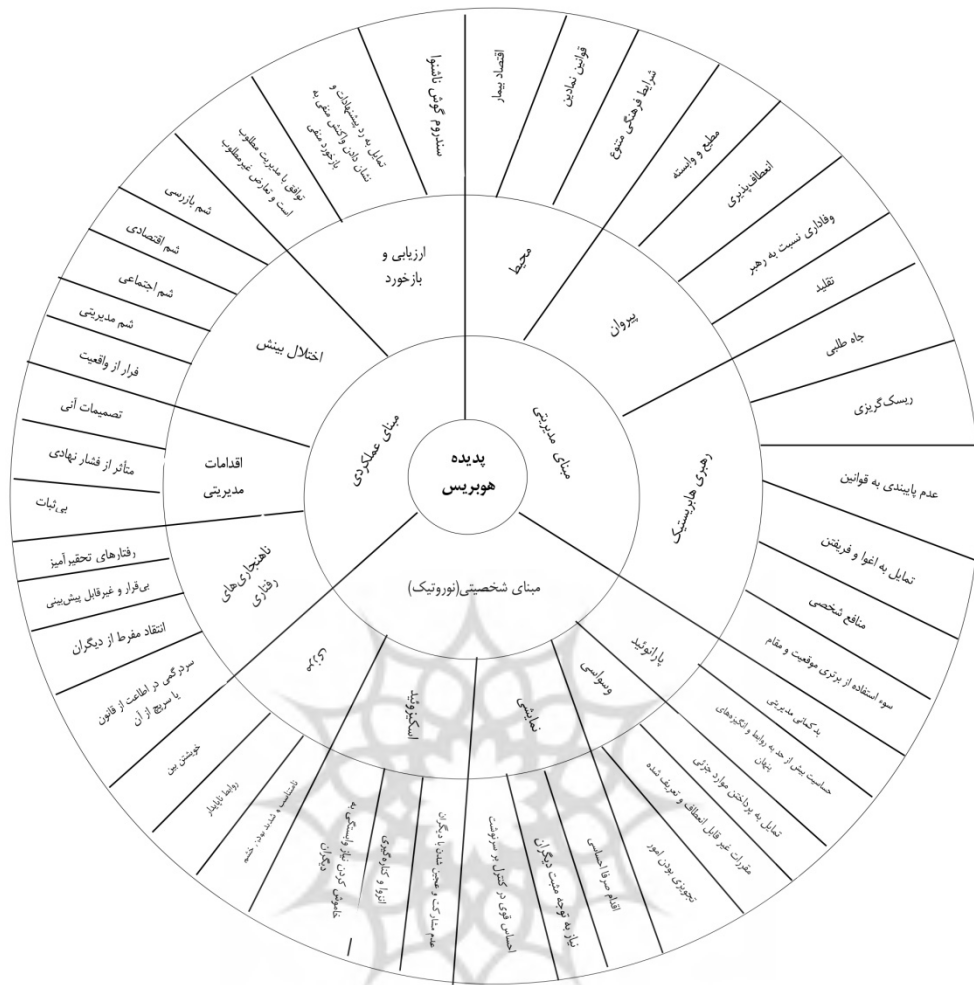 پدیده
هوبریس
مبنای مدیریتی
مبنای شخصیتی(نوروتیک)
مبنای عملکردی
محیط
پیروان
رهبری هابریستیک
پارانوئید
وسواسی
نمایشی
اسکیزوئید
مرزی
ناهنجاری‌های
رفتاری
اقدامات
مدیریتی
اختلال بینش
ارزیابی و
بازخورد
اقتصاد بیمار
قوانین نمادین
شرایط فرهنگی متنوع
مطیع و وابسته
انعطاف‌پذیری
وفاداری نسبت به رهبر
تقلید
جاه طلبی
ریسک‌گریزی
عدم پایبندی به قوانین
تمایل به اغوا و فریفتن
منافع شخصی
سوء استفاده از برتری موقعیت و مقام
بدگمانی مدیریتی
حساسیت بیش از حد به روابط و انگیزه‌های
پنهان
تمایل به پرداختن موارد جزئی
مقررات غیر قابل انعطاف و تعریف شده
تجویزی بودن امور
اقدام صرفا احساسی
نیاز به توجه مثبت دیگران
احساس قوی در کنترل بر سرنوشت
عدم مشارکت و عجین شدن با دیگران
انزوا و کناره‌گیری
خاموش کردن نیاز وابستگی به
دیگران
نامتناسب و شدید بودن خشم
روابط ناپایدار
خویشتن بین
سردرگمی در اطاعت از قانون
یا سرپیچ از آن
انتقاد مفرط از دیگران
بی‌قرار و غیرقابل پیش‌بینی
رفتارهای تحقیرآمیز
بی‌ثبات
متأثر از فشار نهادی
تصمیمات آنی
فرار از واقعیت
شم مدیریتی
شم اجتماعی
شم اقتصادی
شم بازرسی
توافق با مدیریت مطلوب
است و تعارض غیرمطلوب
تمایل به رد پیشنهادات و
نشان دادن واکنش منفی به
بازخورد منفی
سندروم گوش ناشنوا